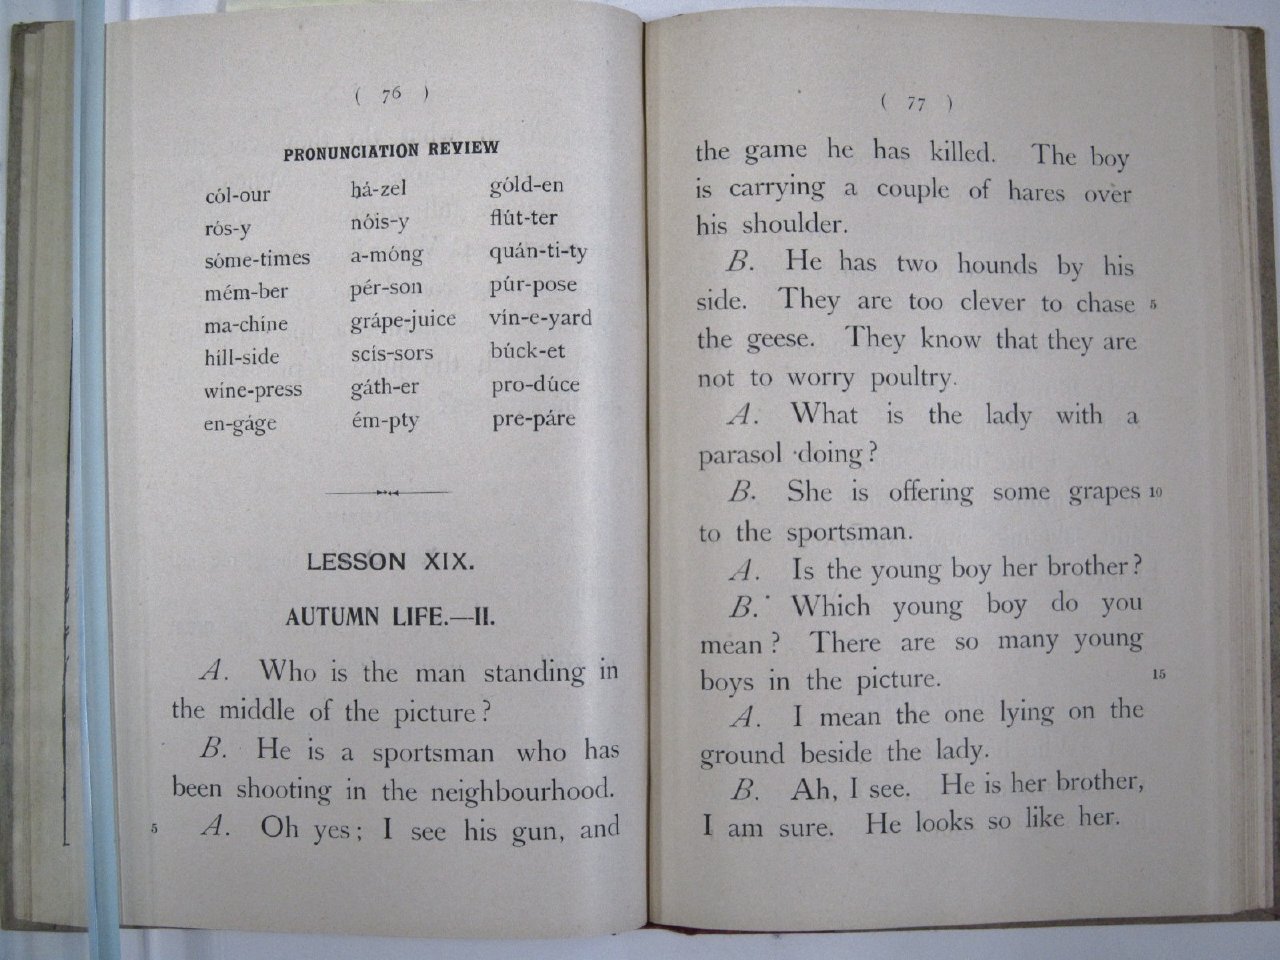 ( 76 )
PRONUNCIATION REVIEW
cól-our há-zel góld-en
rós-y nóis-y flút-ter
sóme-times a-móng quán-ti-ty
mém-ber pér-son púr-pose
ma-chíne grápe-juice vín-e-yard
híll-side scís-sors búck-et
wíne-press gáth-er pro-dúce
en-gáge ém-pty pre-páre
LESSON XIX.
AUTUMN LIFE.—II.
A. Who is the man standing in
the middle of the picture?
B. He is a sportsman who has
been shooting in the neighbourhood.
5 A. Oh yes; I see his gun, and
( 77 )
the game he has killed. The boy
is carrying a couple of hares over
his shoulder.
B. He has two hounds by his
side. They are too clever to chase 5
the geese. They know that they are
not to worry poultry.
A. What is the lady with a
parasol doing?
B. She is offering some grapes 10
to the sportsman.
A. Is the young boy her brother?
B. Which young boy do you
mean? There are so many young
boys in the picture. 15
A. I mean the one lying on the
ground beside the lady.
B. Ah, I see. He is her brother,
I am sure. He looks so like her.